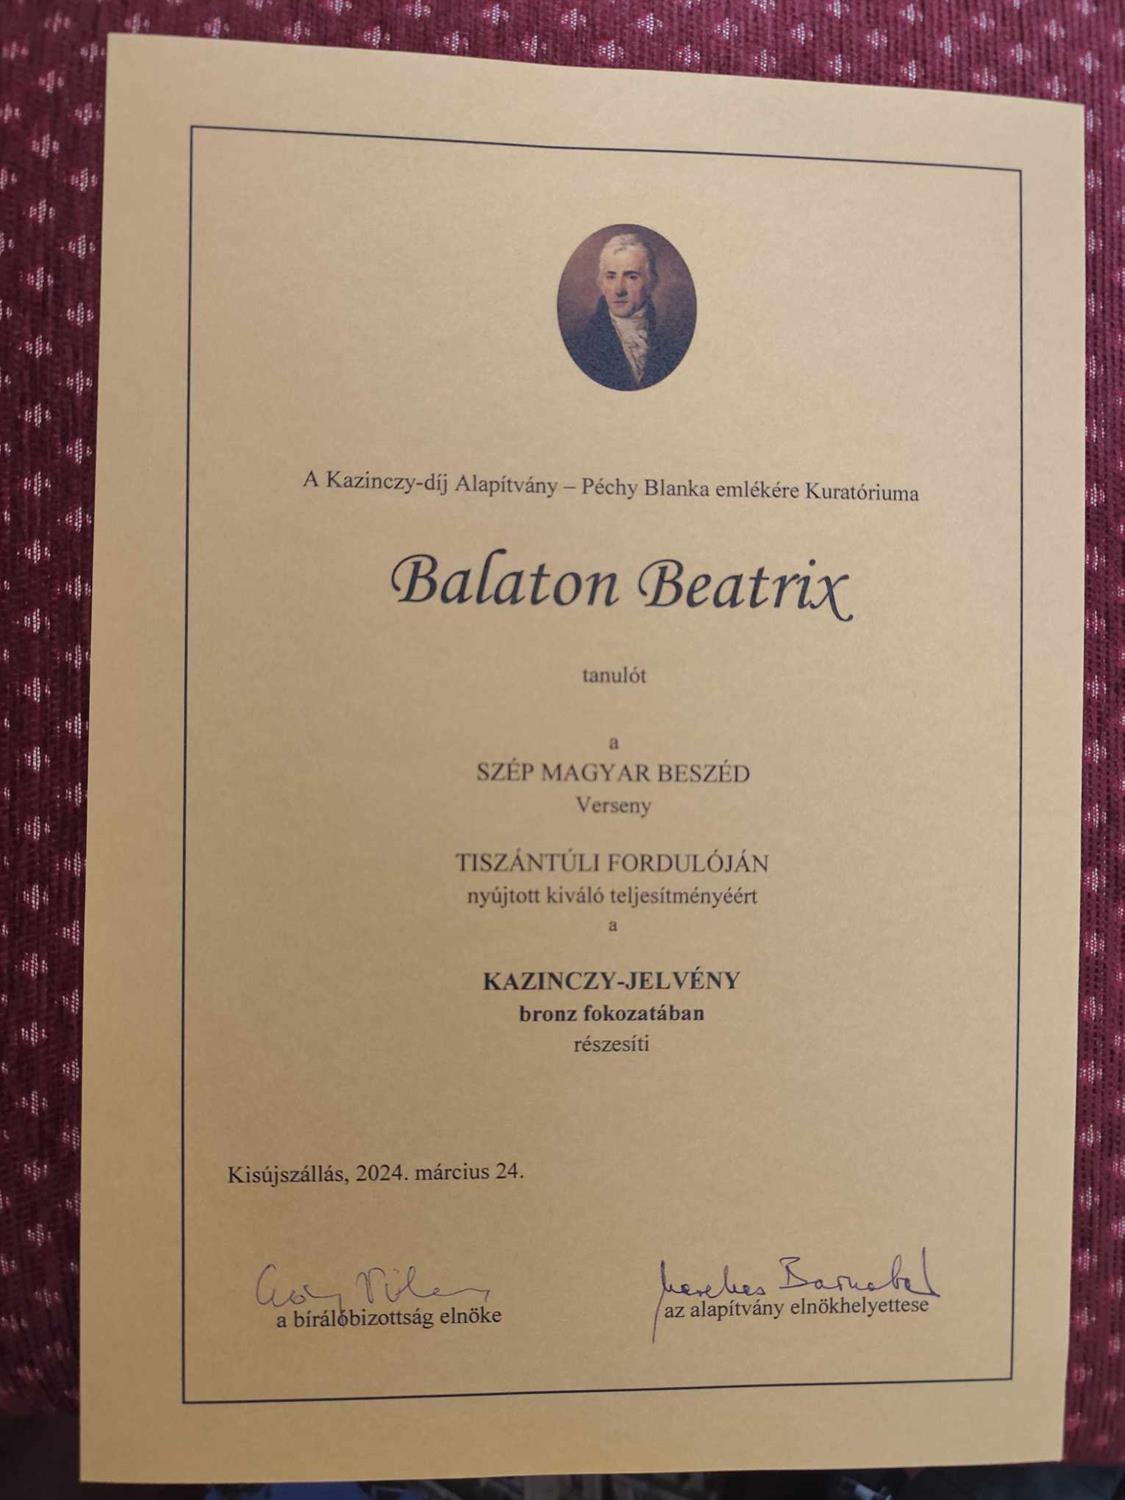 A Kazinczy-díj Alapítvány – Péchy Blanka emlékére Kuratóriuma
Balaton Beatrix
tanulót
a
SZÉP MAGYAR BESZÉD
Verseny
TISZÁNTÚLI FORDULÓJÁN
nyújtott kiváló teljesítményéért
a
KAZINCZY-JELVÉNY
bronz fokozatában
részesíti
Kisújszállás, 2024. március 24.
a bírálóbizottság elnöke
az alapítvány elnökhelyettese